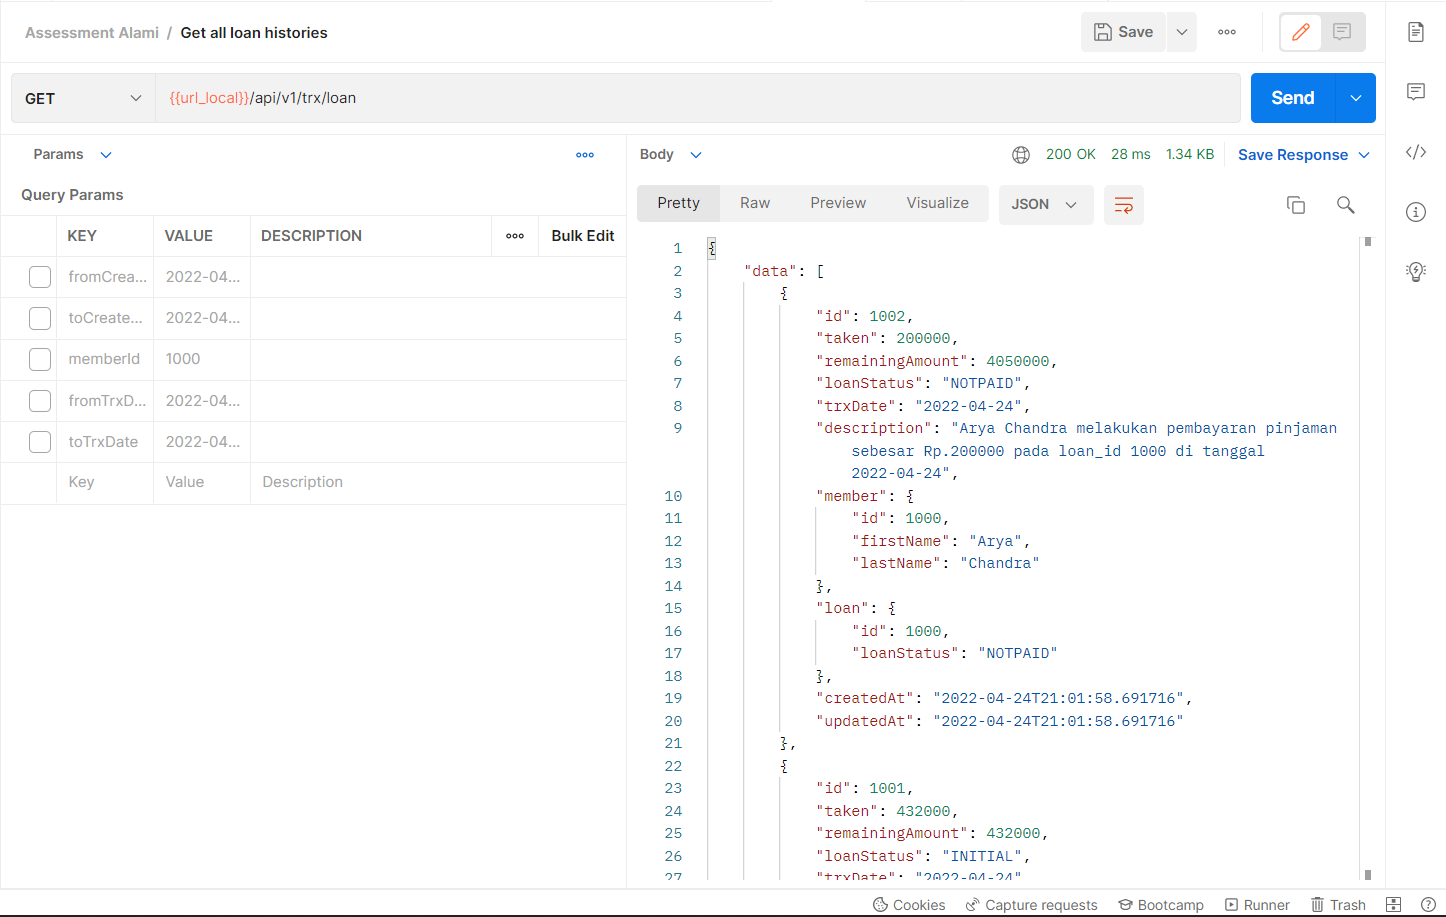 Assessment Alami / Get all loan histories
Save
GET
{{url_local}}/api/v1/trx/loan
Send
Params
Query Params
KEY VALUE DESCRIPTION Bulk Edit
fromCrea... 2022-04...
toCreate... 2022-04...
memberId 1000
fromTrxD... 2022-04...
toTrxDate 2022-04...
Key Value Description
Body
200 OK 28 ms 1.34 KB Save Response
Pretty Raw Preview Visualize JSON
1 {
2 "data": [
3 {
4 "id": 1002,
5 "taken": 200000,
6 "remainingAmount": 4050000,
7 "loanStatus": "NOTPAID",
8 "trxDate": "2022-04-24",
9 "description": "Arya Chandra melakukan pembayaran pinjaman
sebesar Rp.200000 pada loan_id 1000 di tanggal
2022-04-24",
10 "member": {
11 "id": 1000,
12 "firstName": "Arya",
13 "lastName": "Chandra"
14 },
15 "loan": {
16 "id": 1000,
17 "loanStatus": "NOTPAID"
18 },
19 "createdAt": "2022-04-24T21:01:58.691716",
20 "updatedAt": "2022-04-24T21:01:58.691716"
21 },
22 {
23 "id": 1001,
24 "taken": 432000,
25 "remainingAmount": 432000,
26 "loanStatus": "INITIAL",
27 "trxDate": "2022-04-24"
Cookies Capture requests Bootcamp Runner Trash